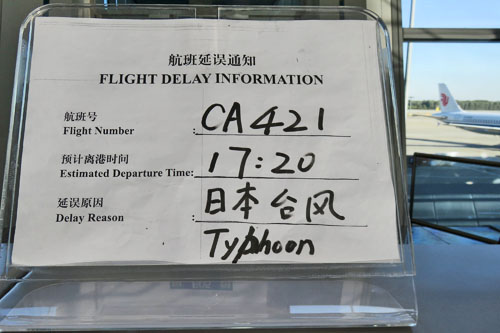 航班延误通知
FLIGHT DELAY INFORMATION
航班号
Flight Number CA421
预计离港时间
Estimated Departure Time: 17:20
延误原因 日本台风
Delay Reason : Typhoon